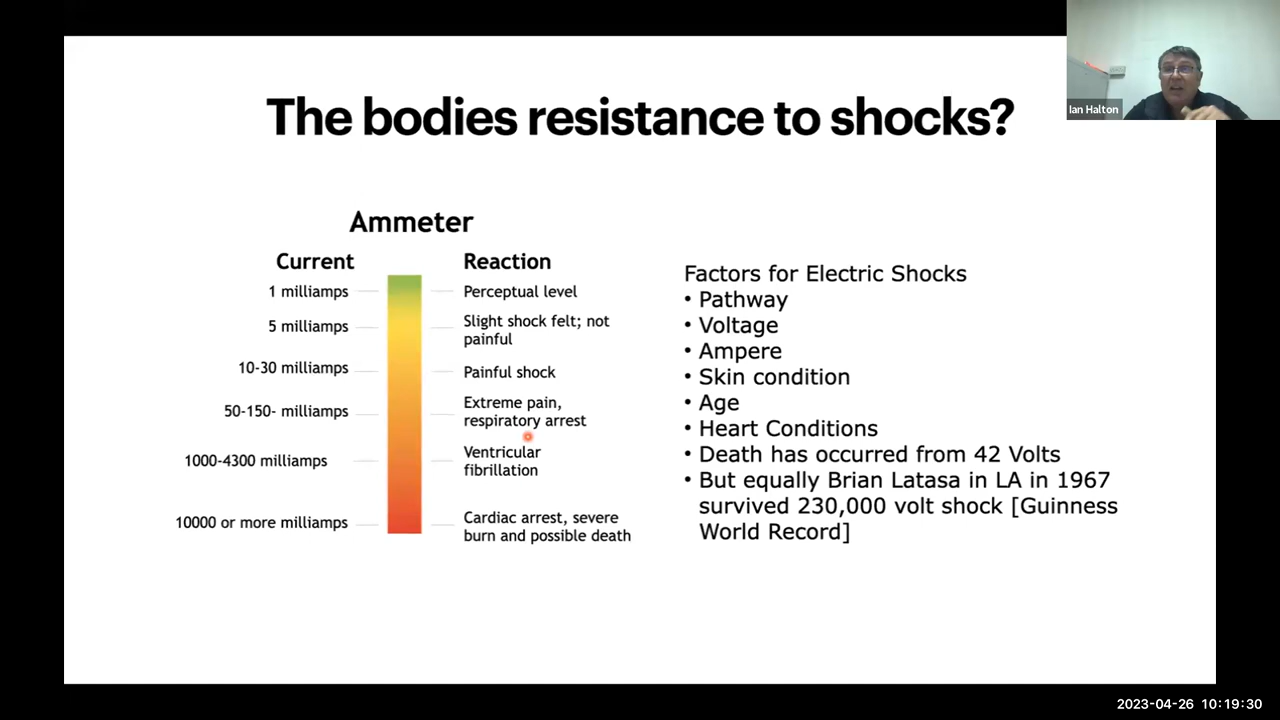 Ian Halton
The bodies resistance to shocks?
Ammeter
Current
Reaction
1 milliamps
Perceptual level
5 milliamps
Slight shock felt; not
painful
10-30 milliamps
Painful shock
50-150- milliamps
Extreme pain,
respiratory arrest
1000-4300 milliamps
Ventricular
fibrillation
10000 or more milliamps
Cardiac arrest, severe
burn and possible death
Factors for Electric Shocks
• Pathway
• Voltage
• Ampere
• Skin condition
• Age
• Heart Conditions
• Death has occurred from 42 Volts
• But equally Brian Latasa in LA in 1967
survived 230,000 volt shock [Guinness
World Record]
2023-04-26 10:19:30